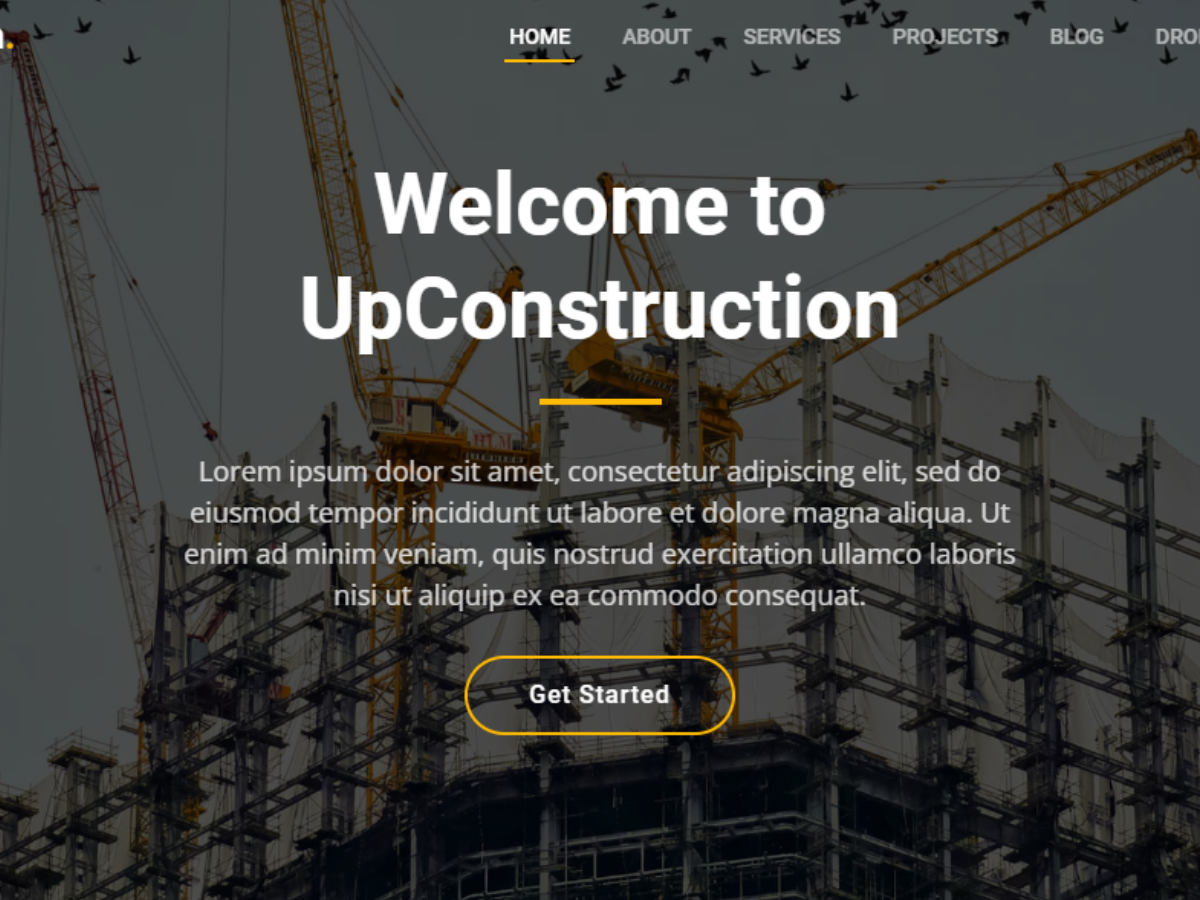 HOME ABOUT SERVICES PROJECTS BLOG
Welcome to
UpConstruction
Lorem ipsum dolor sit amet, consectetur adipiscing elit, sed do
eiusmod tempor incididunt ut labore et dolore magna aliqua. Ut
enim ad minim veniam, quis nostrud exercitation ullamco laboris
nisi ut aliquip ex ea commodo consequat.
Get Started